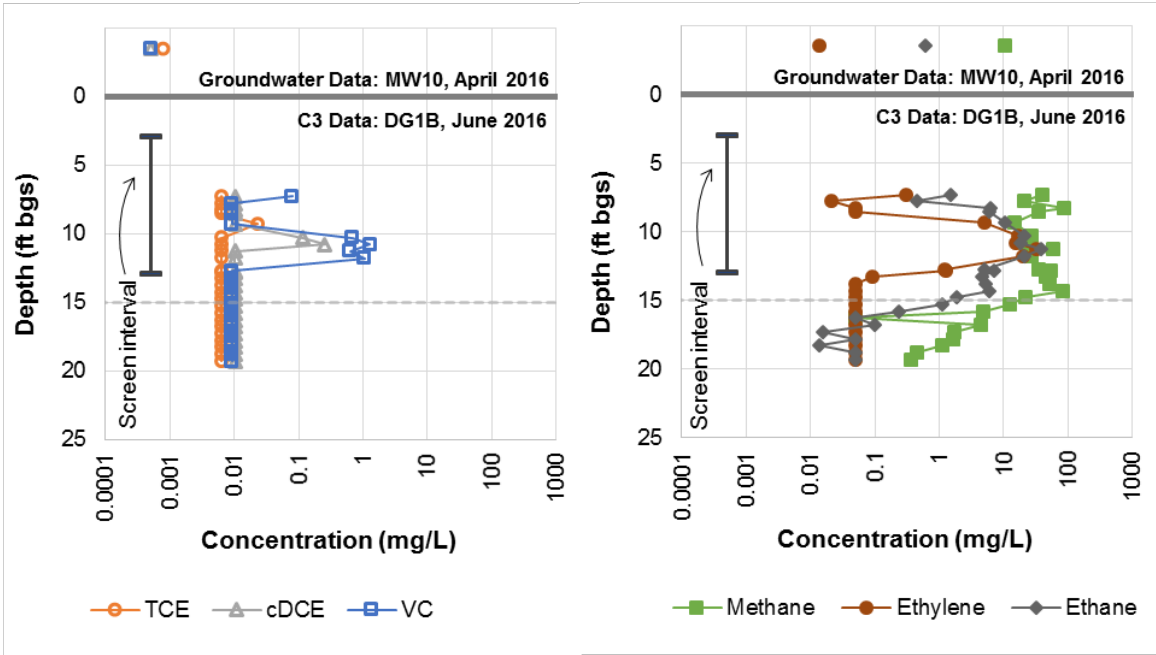 Groundwater Data: MW10, April 2016
C3 Data: DG1B, June 2016
Depth (ft bgs)
0
5
10
15
20
25
Screen interval
0.0001
0.001
0.01
0.1
1
10
100
1000
Concentration (mg/L)
TCE
cDCE
VC
Groundwater Data: MW10, April 2016
C3 Data: DG1B, June 2016
Depth (ft bgs)
0
5
10
15
20
25
Screen interval
0.0001
0.001
0.01
0.1
1
10
100
1000
Concentration (mg/L)
Methane
Ethylene
Ethane